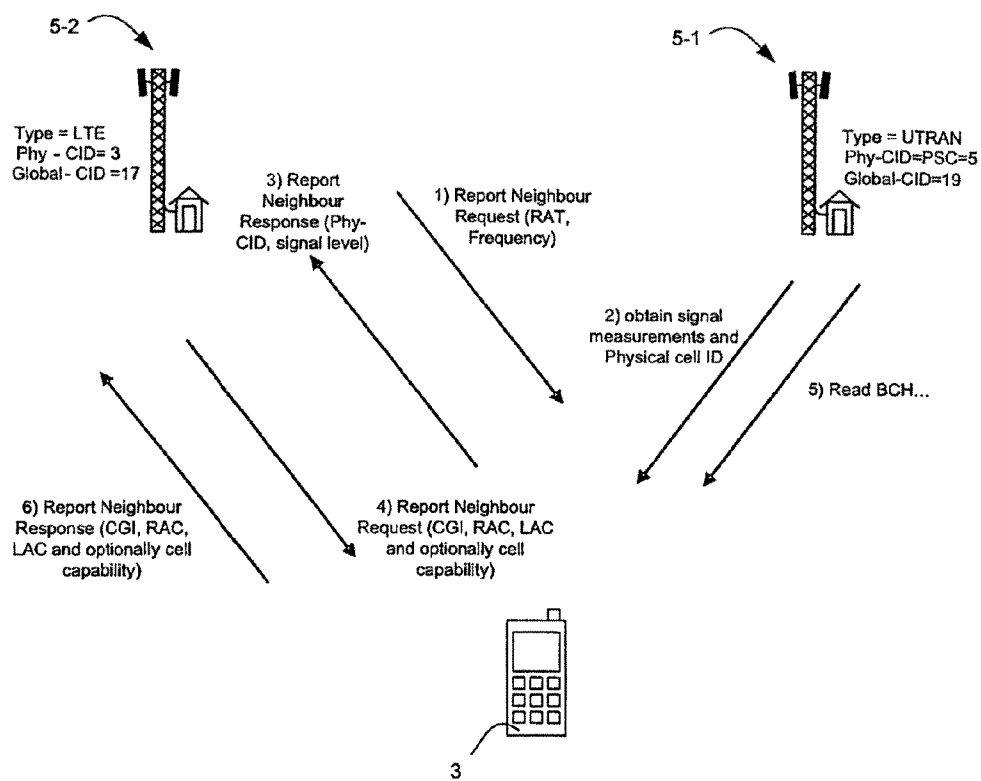 5-2
5-1
Type = LTE
Phy - CID= 3
Global- CID =17
Type = UTRAN
Phy-CID=PSC=5
Global-CID=19
3) Report
Neighbour
Response (Phy-
CID, signal level)
1) Report Neighbour
Request (RAT,
Frequency)
2) obtain signal
measurements and
Physical cell ID
5) Read BCH...
6) Report Neighbour
Response (CGI, RAC,
LAC and optionally cell
capability)
4) Report Neighbour
Request (CGI, RAC, LAC
and optionally cell
capability)
3